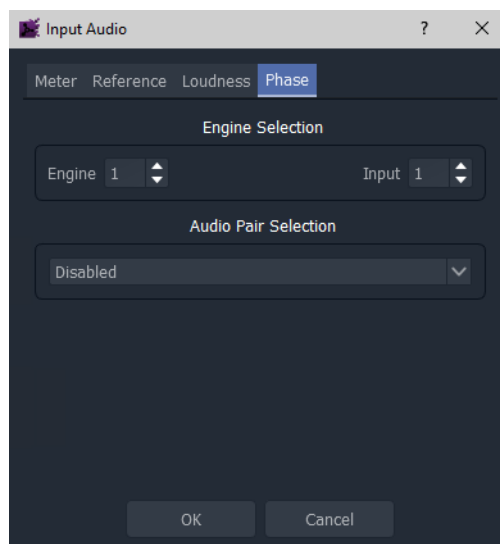 Input Audio ? ×
Meter Reference Loudness Phase
Engine Selection
Engine 1 Input 1
Audio Pair Selection
Disabled
OK Cancel